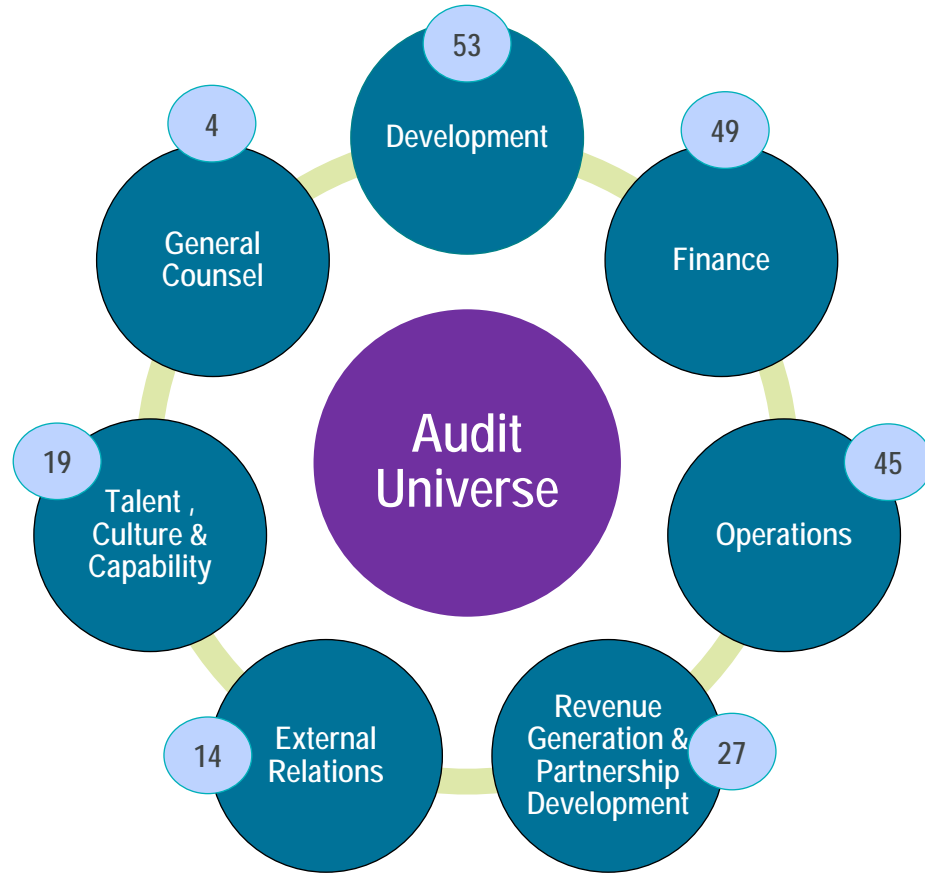 53
Development
49
Finance
45
Operations
27
Revenue
Generation &
Partnership
Development
14
External
Relations
19
Talent ,
Culture &
Capability
4
General
Counsel
Audit
Universe